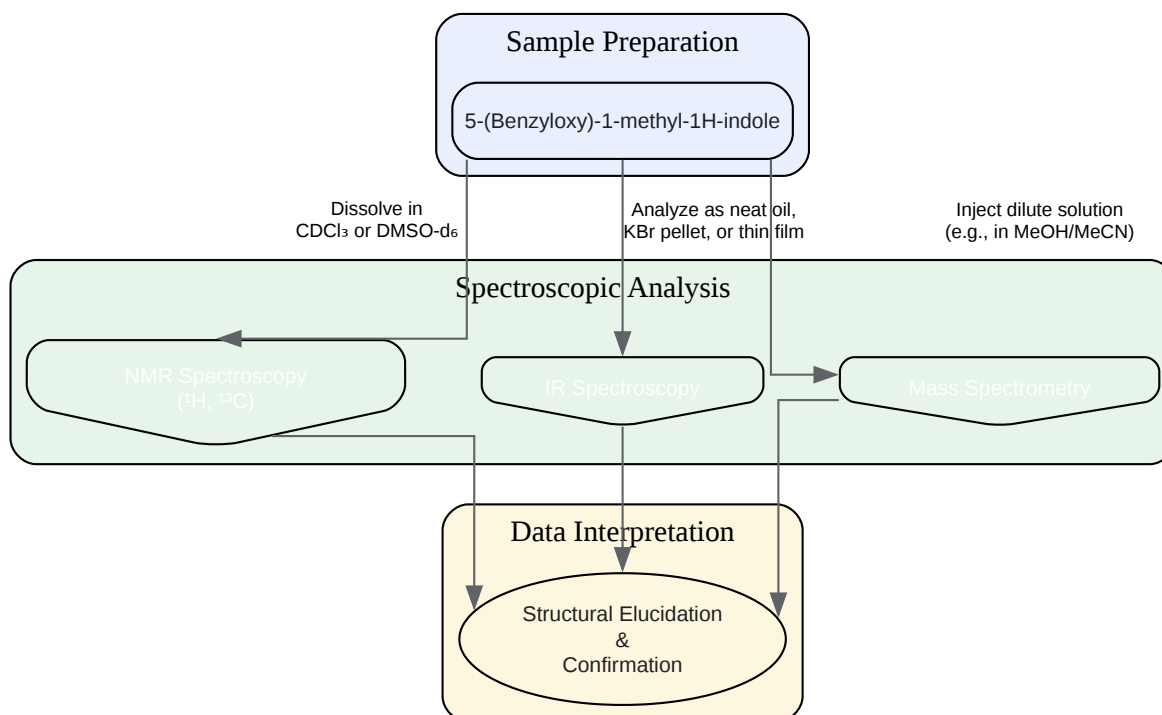 Sample Preparation
5-(Benzyloxy)-1-methyl-1H-indole
Dissolve in
CDCl₃ or DMSO-d₆
Analyze as neat oil,
KBr pellet, or thin film
Inject dilute solution
(e.g., in MeOH/MeCN)
Spectroscopic Analysis
NMR Spectroscopy
(¹H, ¹³C)
IR Spectroscopy
Mass Spectrometry
Data Interpretation
Structural Elucidation
&
Confirmation